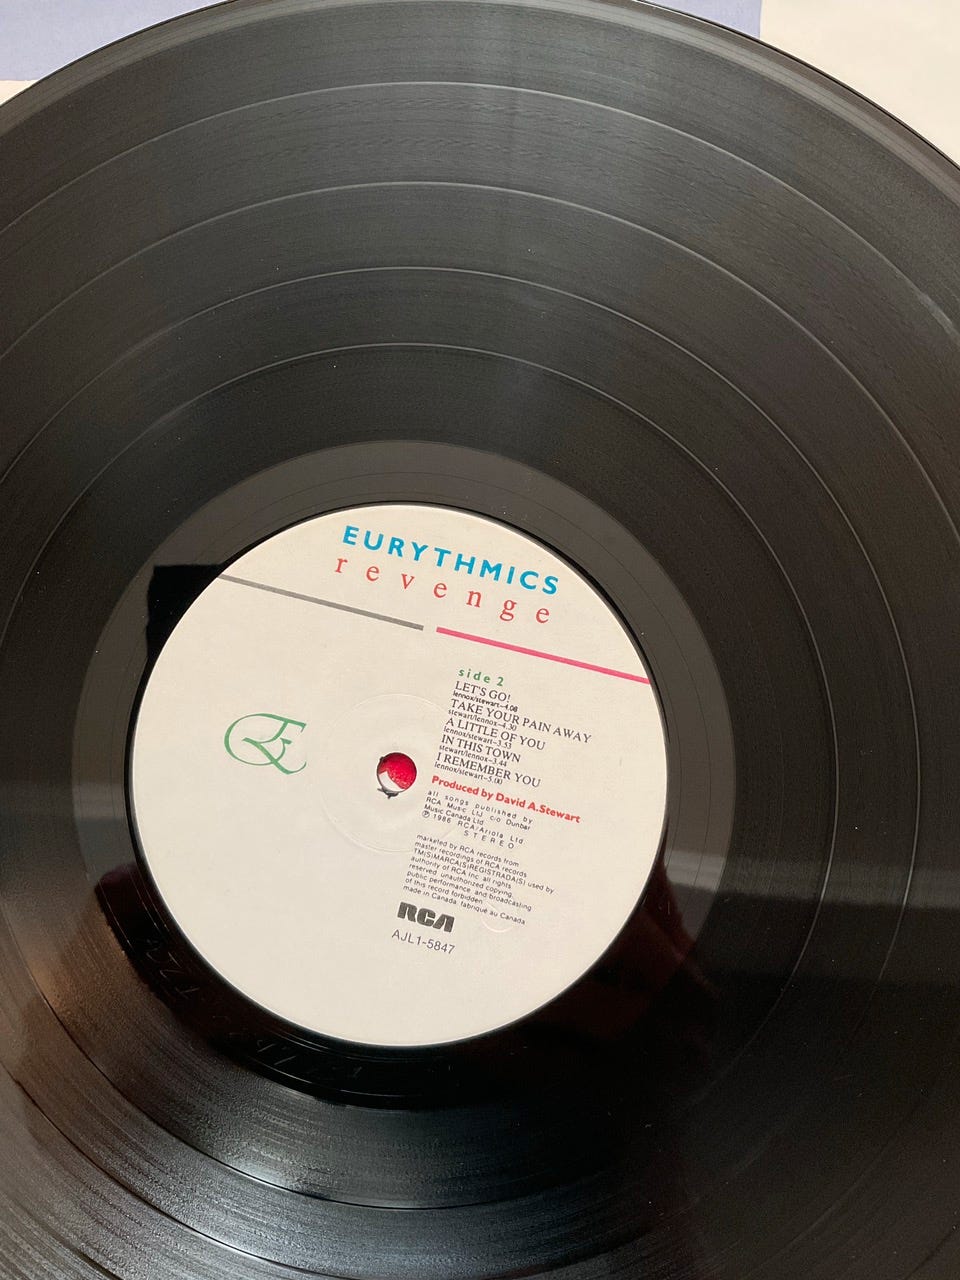 EURYTHMICS
revenge
side 2
LET'S GO!
lennox/stewart–4.08
TAKE YOUR PAIN AWAY
stewart/lennox–4.30
A LITTLE OF YOU
lennox/stewart–3.53
IN THIS TOWN
stewart/lennox–3.44
I REMEMBER YOU
lennox/stewart–5.00
Produced by David A.Stewart
all songs published by
RCA Music Ltd. c/o Dunbar
Music Canada Ltd.
℗ 1986 RCA/Ariola Ltd
STEREO
marketed by RCA records from
master recordings of RCA records
TM(S)MARCA(S)REGISTRADA(S) used by
authority of RCA Inc. all rights
reserved. unauthorized copying,
public performance, and broadcasting
of this record forbidden.
made in Canada. fabriqué au Canada
RCA
AJL1-5847